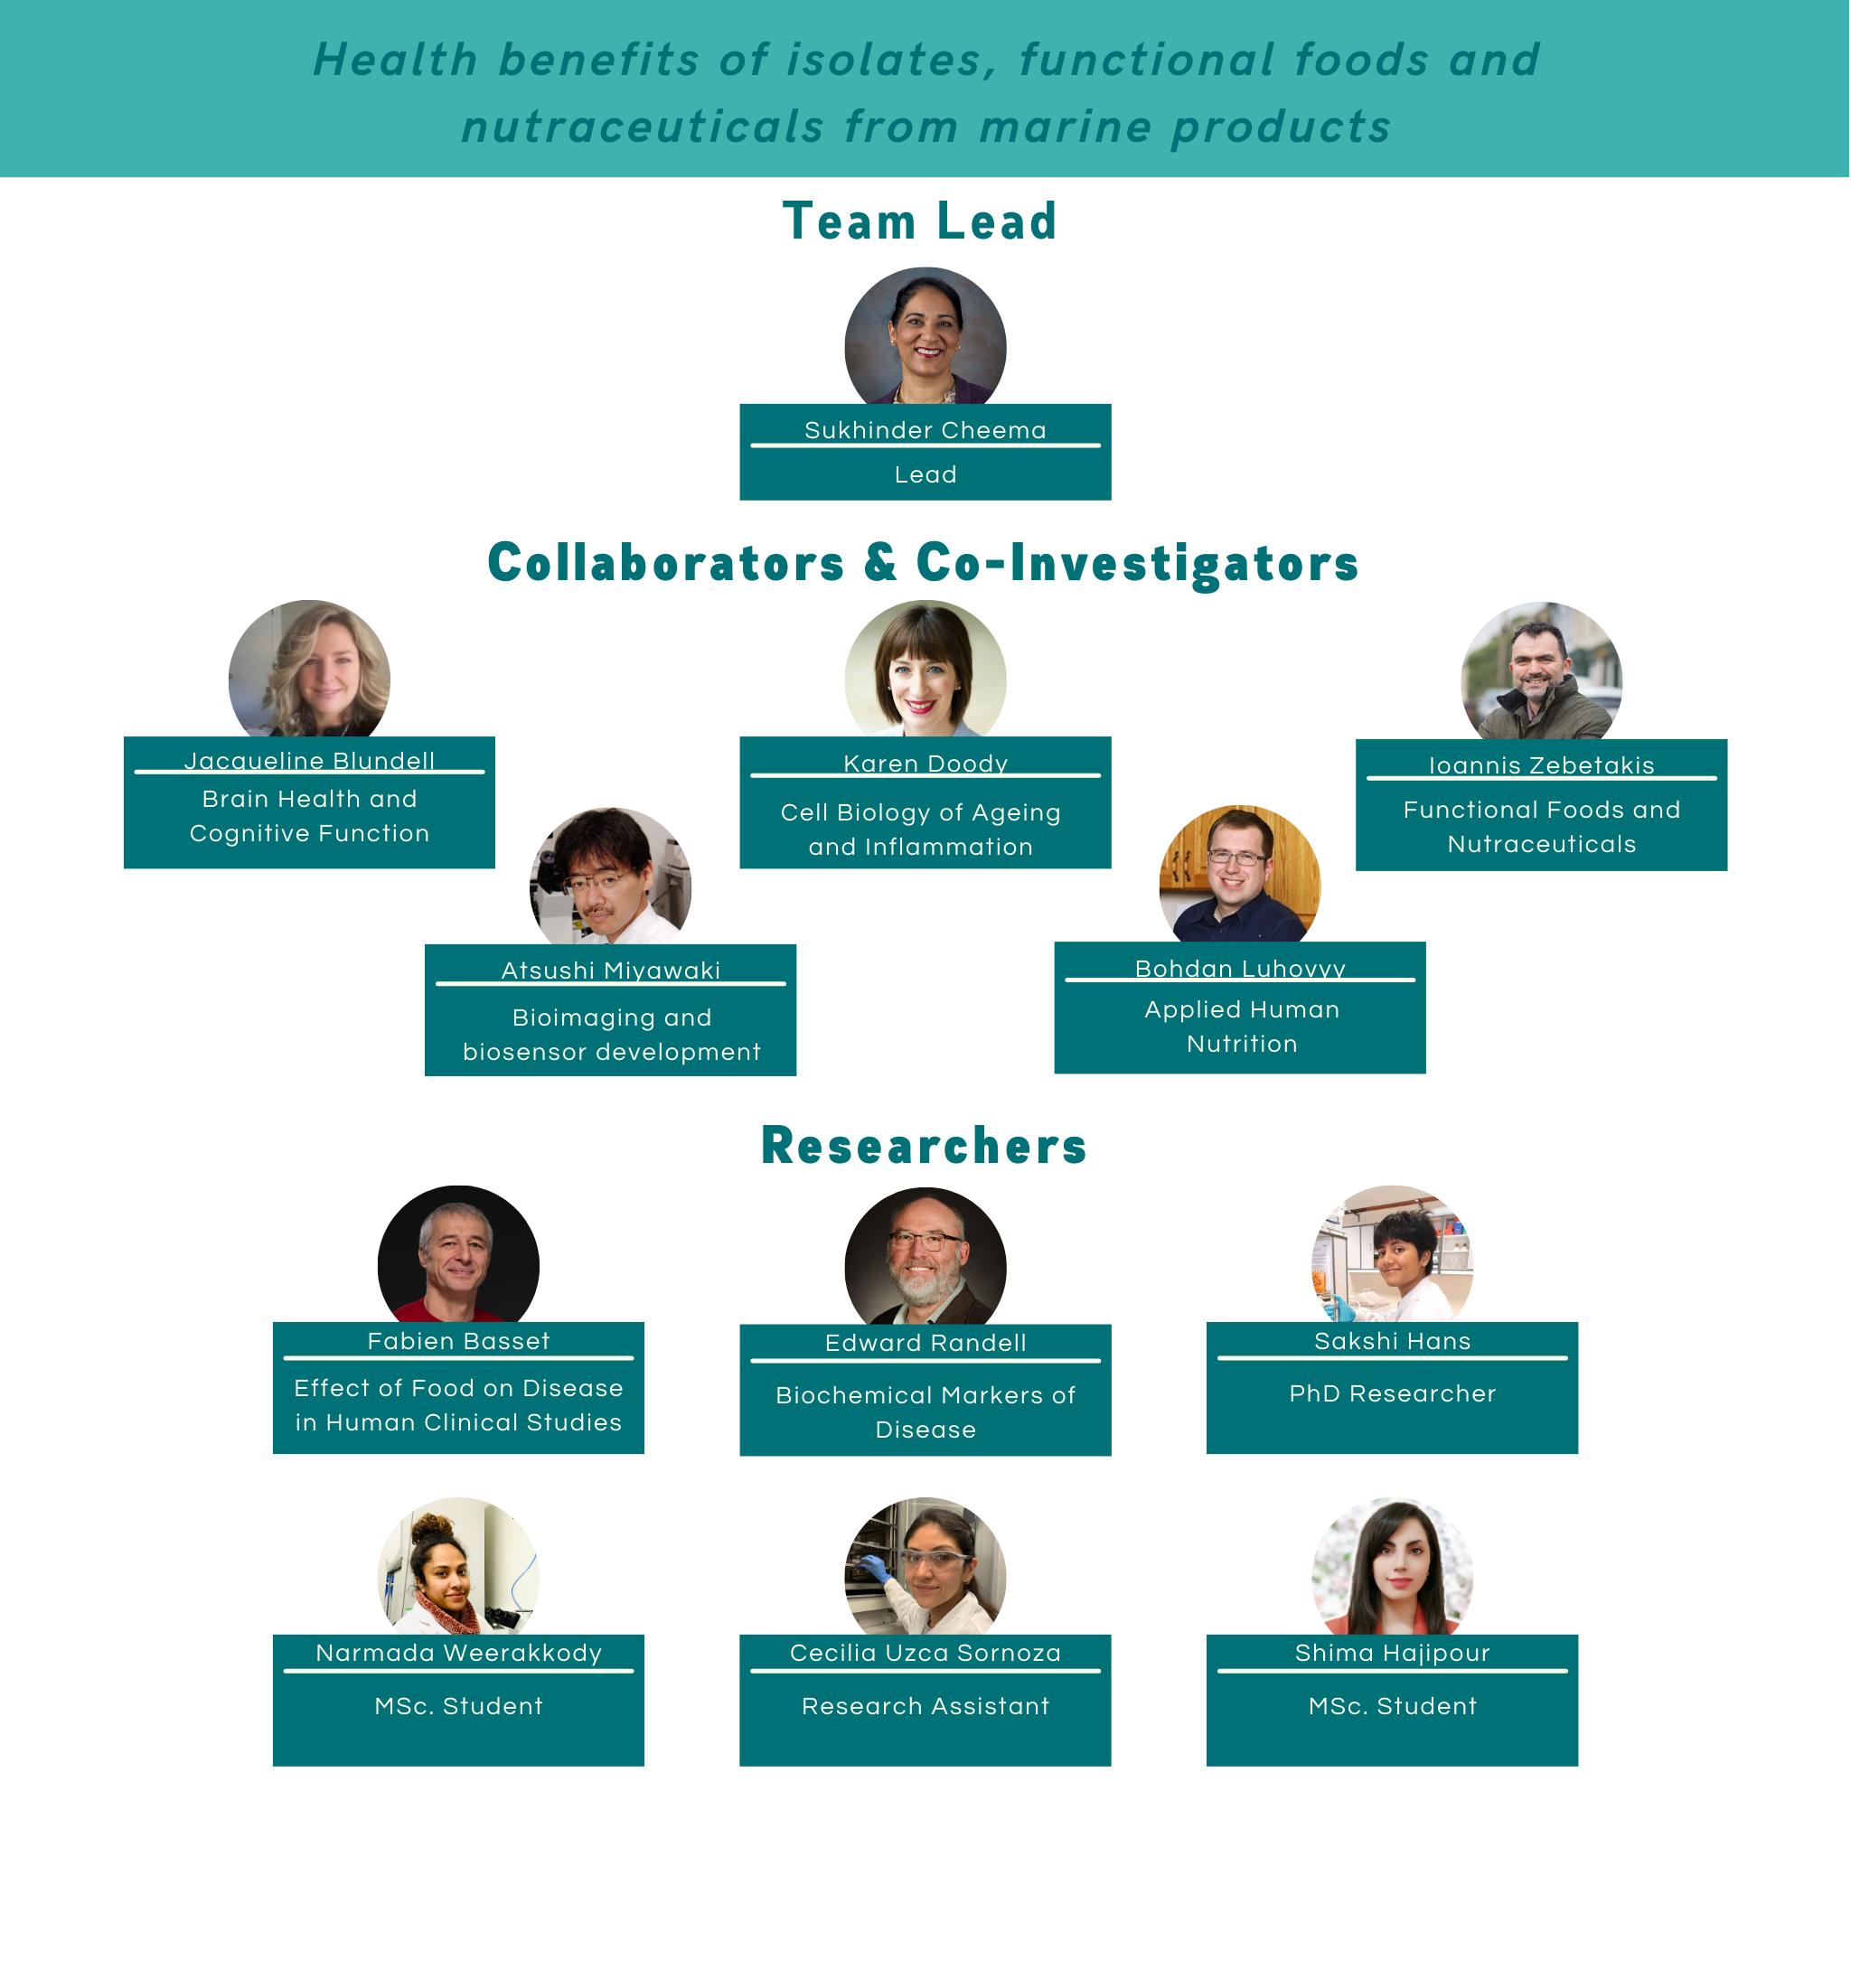 Health benefits of isolates, functional foods and
nutraceuticals from marine products
Team Lead
Sukhinder Cheema
Lead
Collaborators & Co-Investigators
Jacqueline Blundell
Brain Health and
Cognitive Function
Karen Doody
Cell Biology of Ageing
and Inflammation
Ioannis Zebetakis
Functional Foods and
Nutraceuticals
Atsushi Miyawaki
Bioimaging and
biosensor development
Bohdan Luhovyy
Applied Human
Nutrition
Researchers
Fabien Basset
Effect of Food on Disease
in Human Clinical Studies
Edward Randell
Biochemical Markers of
Disease
Sakshi Hans
PhD Researcher
Narmada Weerakkody
MSc. Student
Cecilia Uzca Sornoza
Research Assistant
Shima Hajipour
MSc. Student